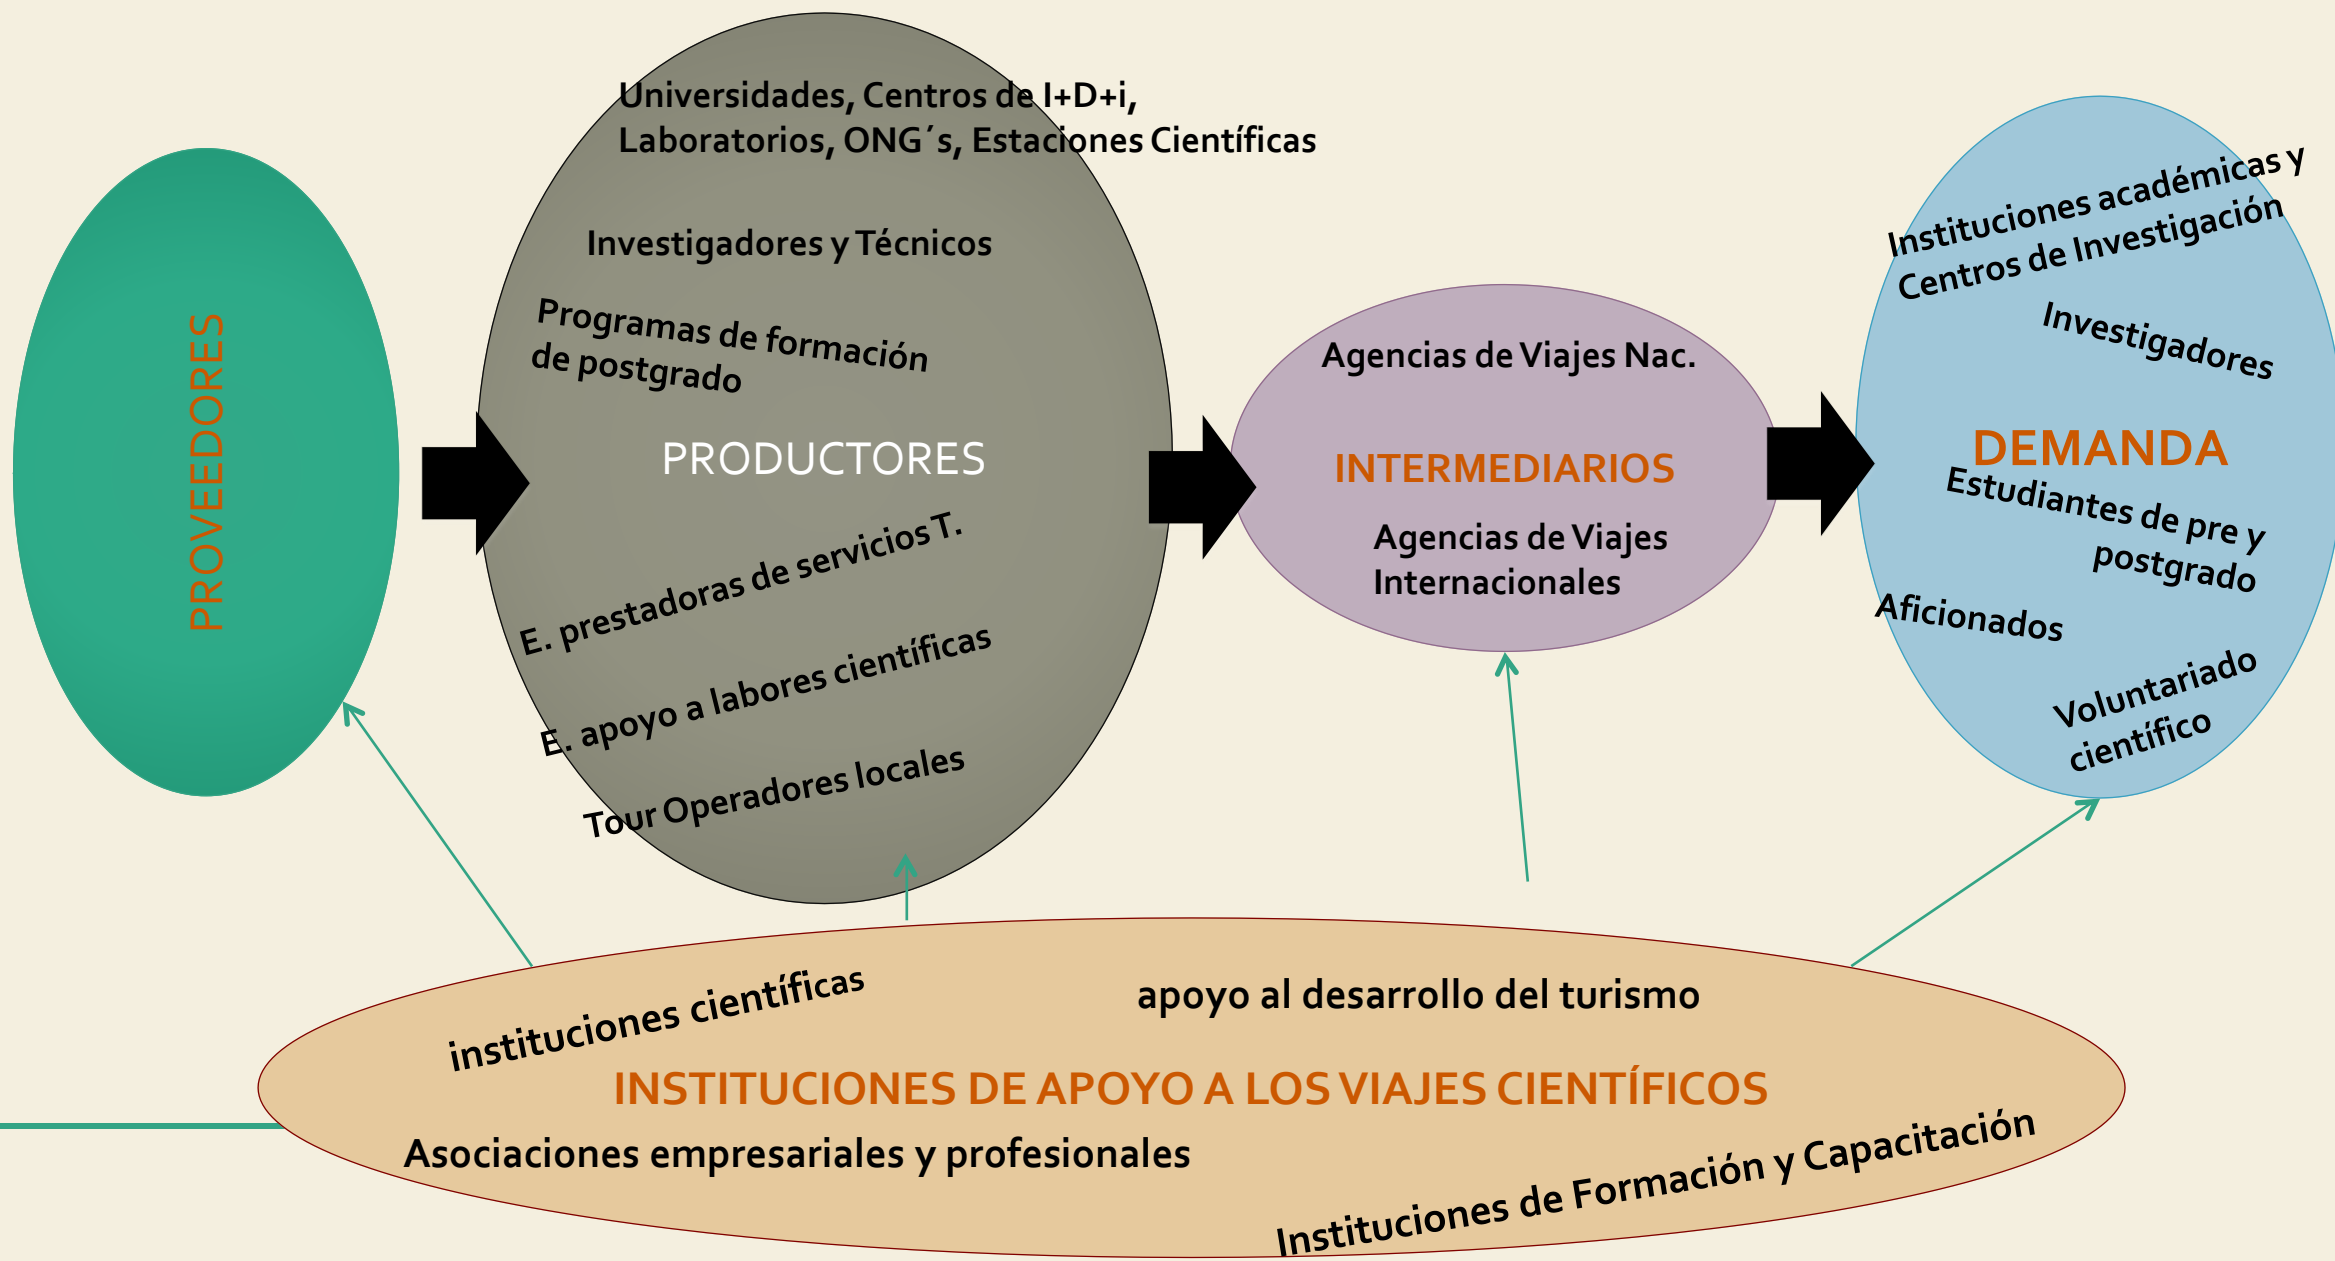 PROVEEDORES
Universidades, Centros de I+D+i,
Laboratorios, ONG´s, Estaciones Científicas
Investigadores y Técnicos
Programas de formación
de postgrado
PRODUCTORES
E. prestadoras de servicios T.
E. apoyo a labores científicas
Tour Operadores locales
Agencias de Viajes Nac.
INTERMEDIARIOS
Agencias de Viajes
Internacionales
Instituciones académicas y
Centros de Investigación
Investigadores
DEMANDA
Estudiantes de pre y
postgrado
Aficionados
Voluntariado
científico
instituciones científicas
apoyo al desarrollo del turismo
INSTITUCIONES DE APOYO A LOS VIAJES CIENTÍFICOS
Asociaciones empresariales y profesionales
Instituciones de Formación y Capacitación